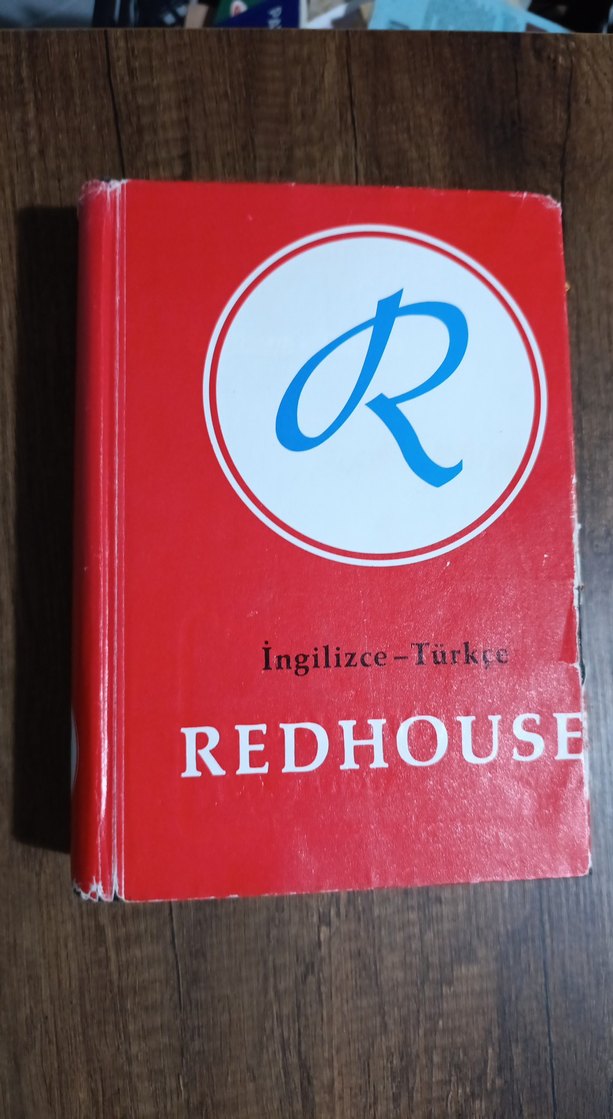 R
İngilizce – Türkçe
REDHOUSE